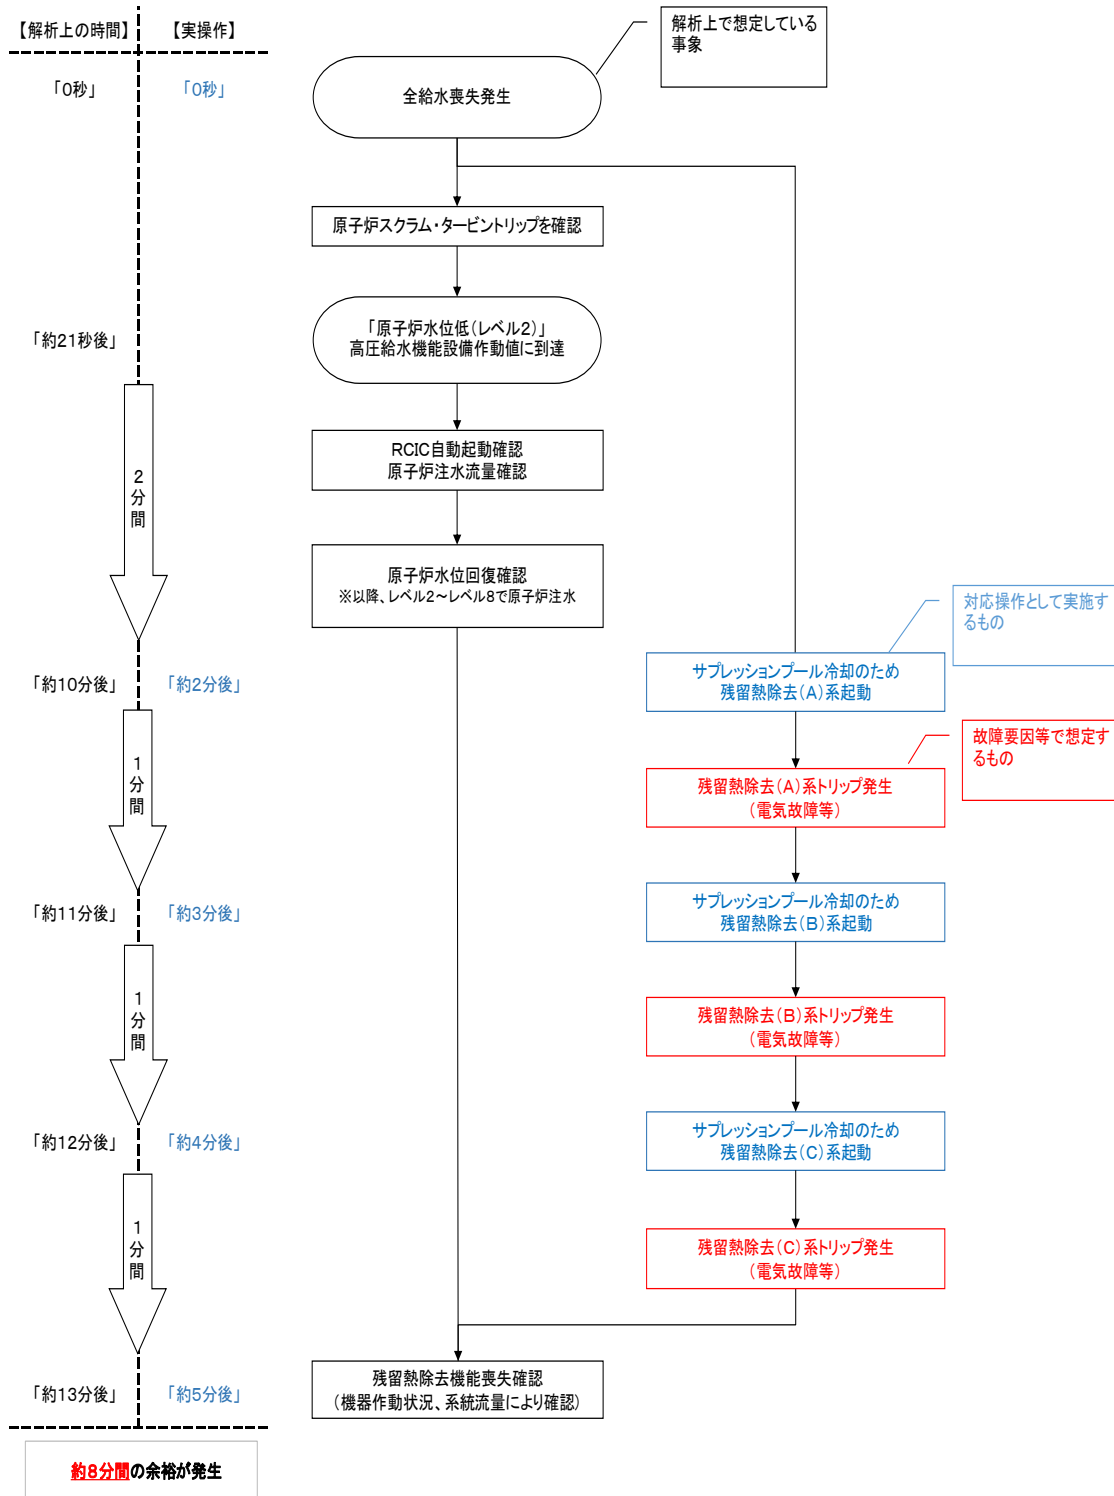 【解析上の時間】
【実操作】
解析上で想定している
事象
「0秒」
「0秒」
全給水喪失発生
原子炉スクラム・タービントリップを確認
「約21秒後」
「原子炉水位低(レベル2)」
高圧給水機能設備作動値に到達
2
分
間
RCIC自動起動確認
原子炉注水流量確認
原子炉水位回復確認
※以降、レベル2～レベル8で原子炉注水
対応操作として実施す
るもの
「約10分後」
「約2分後」
サプレッションプール冷却のため
残留熱除去(A)系起動
故障要因等で想定す
るもの
1
分
間
残留熱除去(A)系トリップ発生
(電気故障等)
「約11分後」
「約3分後」
サプレッションプール冷却のため
残留熱除去(B)系起動
1
分
間
残留熱除去(B)系トリップ発生
(電気故障等)
「約12分後」
「約4分後」
サプレッションプール冷却のため
残留熱除去(C)系起動
1
分
間
残留熱除去(C)系トリップ発生
(電気故障等)
「約13分後」
「約5分後」
残留熱除去機能喪失確認
(機器作動状況、系統流量により確認)
約8分間の余裕が発生